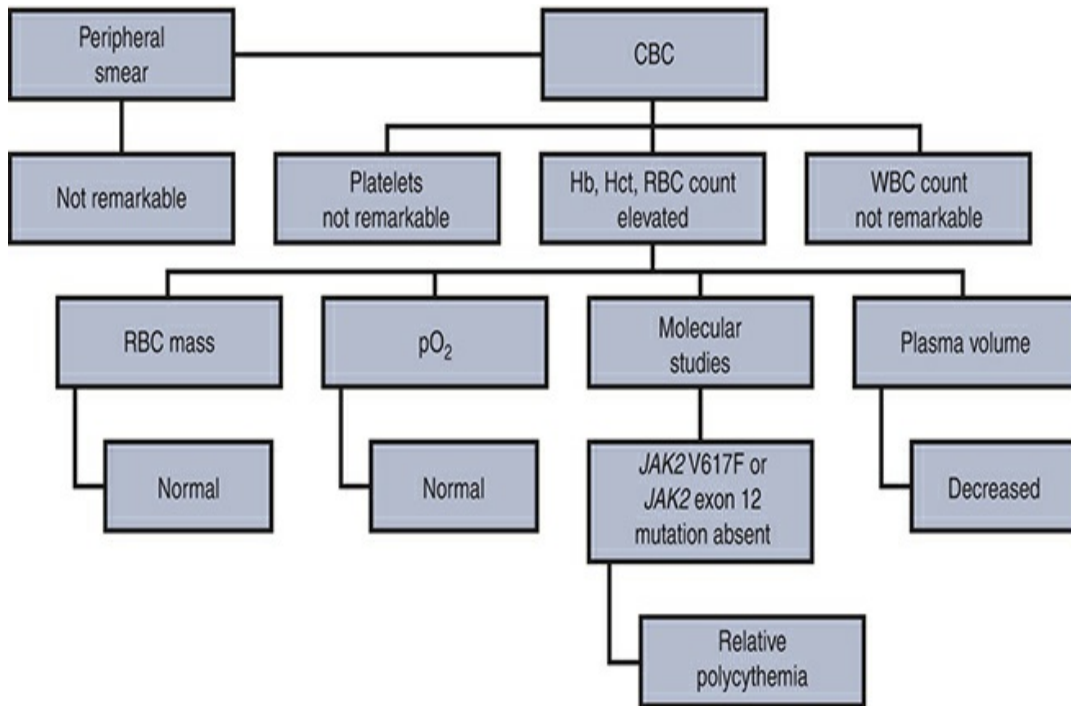 Peripheral
smear
CBC
Not remarkable
Platelets
not remarkable
Hb, Hct, RBC count
elevated
WBC count
not remarkable
RBC mass
pO₂
Molecular
studies
Plasma volume
Normal
Normal
JAK2 V617F or
JAK2 exon 12
mutation absent
Decreased
Relative
polycythemia